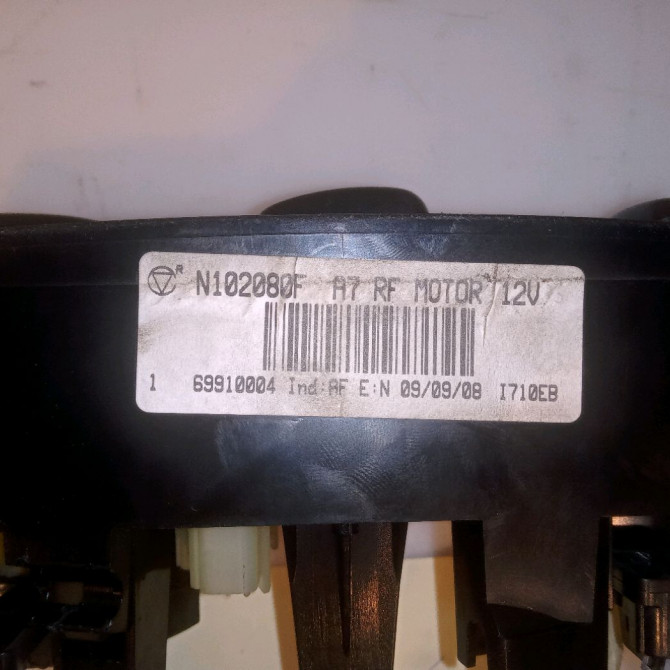 R N102080F A7 RF MOTOR 12V
1 69910004 Ind:AF E:N 09/09/08 I710EB